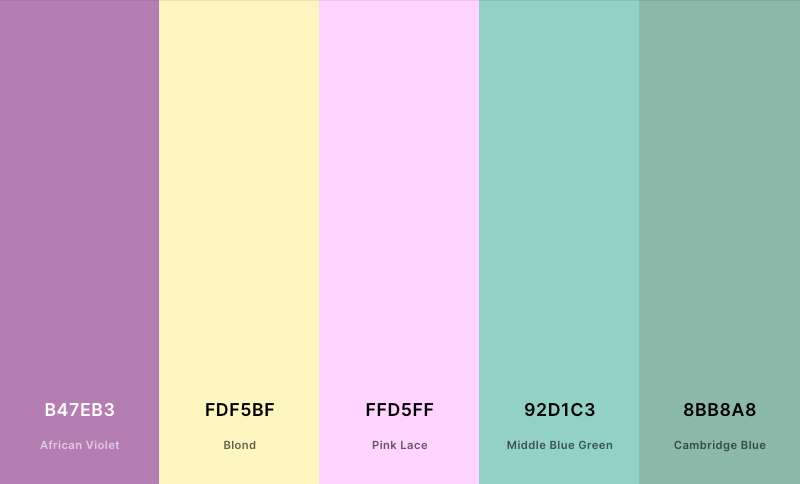 B47EB3 FDF5BF FFD5FF 92D1C3 8BB8A8
African Violet Blond Pink Lace Middle Blue Green Cambridge Blue